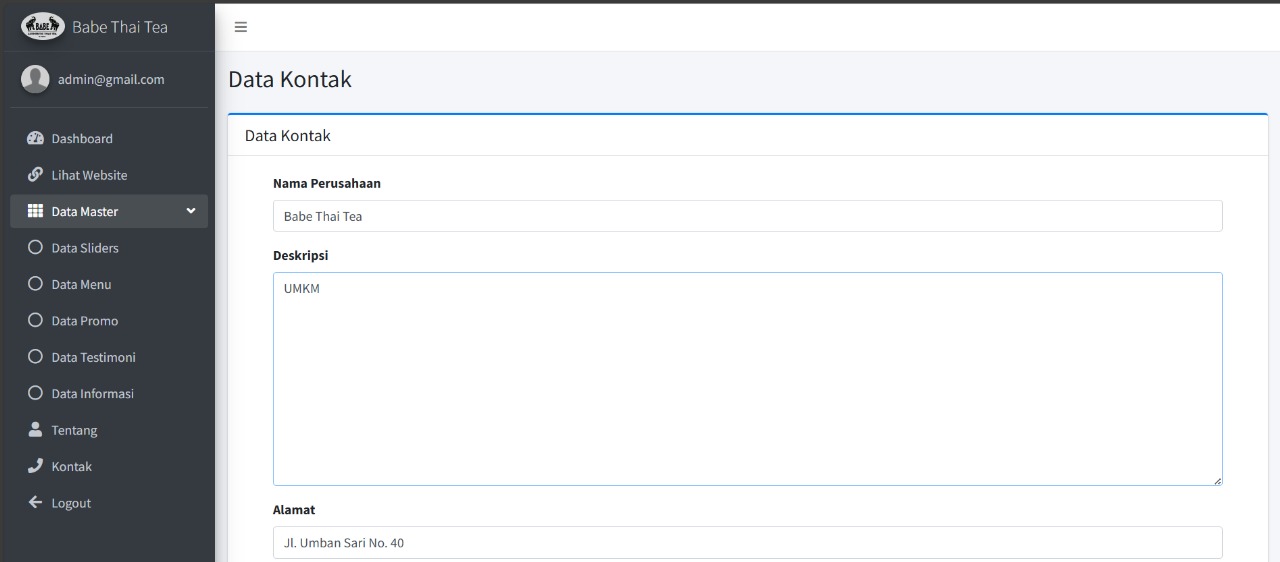 BABE
Babe Thai Tea
admin@gmail.com
Dashboard
Lihat Website
Data Master
Data Sliders
Data Menu
Data Promo
Data Testimoni
Data Informasi
Tentang
Kontak
Logout
Data Kontak
Data Kontak
Nama Perusahaan
Babe Thai Tea
Deskripsi
UMKM
Alamat
Jl. Umban Sari No. 40